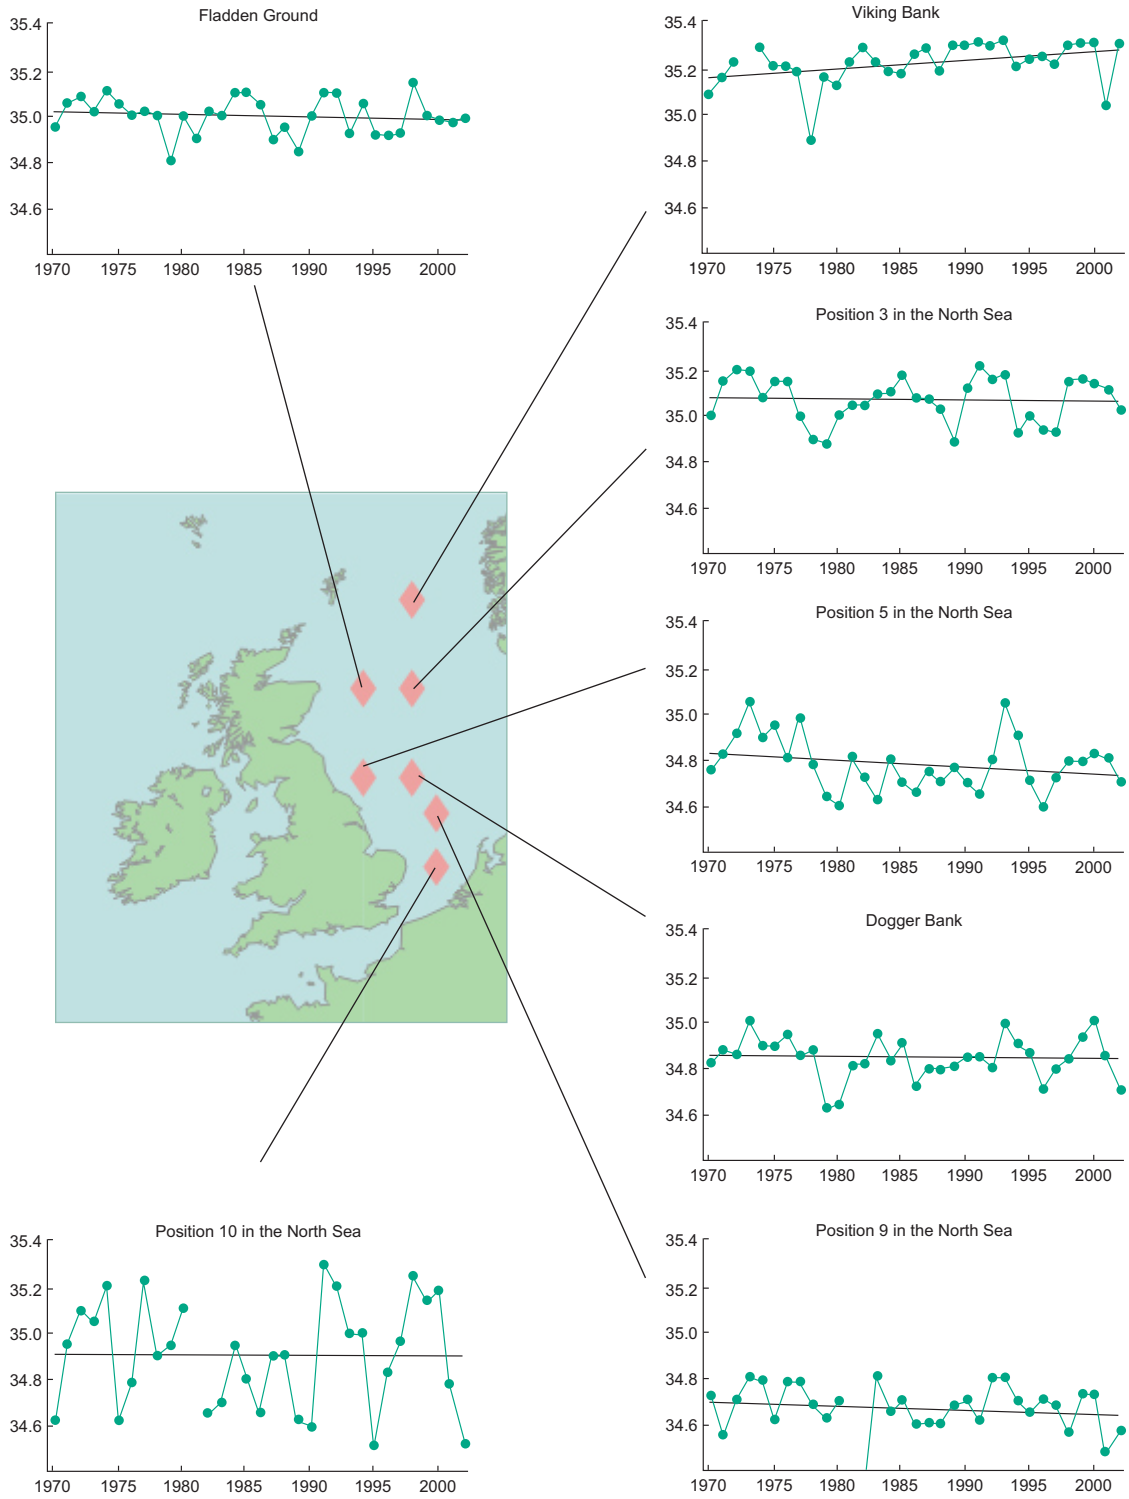 Fladden Ground
35.4
35.2
35.0
34.8
34.6
1970 1975 1980 1985 1990 1995 2000
Viking Bank
35.4
35.2
35.0
34.8
34.6
1970 1975 1980 1985 1990 1995 2000
Position 3 in the North Sea
35.4
35.2
35.0
34.8
34.6
1970 1975 1980 1985 1990 1995 2000
Position 5 in the North Sea
35.4
35.2
35.0
34.8
34.6
1970 1975 1980 1985 1990 1995 2000
Dogger Bank
35.4
35.2
35.0
34.8
34.6
1970 1975 1980 1985 1990 1995 2000
Position 10 in the North Sea
35.4
35.2
35.0
34.8
34.6
1970 1975 1980 1985 1990 1995 2000
Position 9 in the North Sea
35.4
35.2
35.0
34.8
34.6
1970 1975 1980 1985 1990 1995 2000